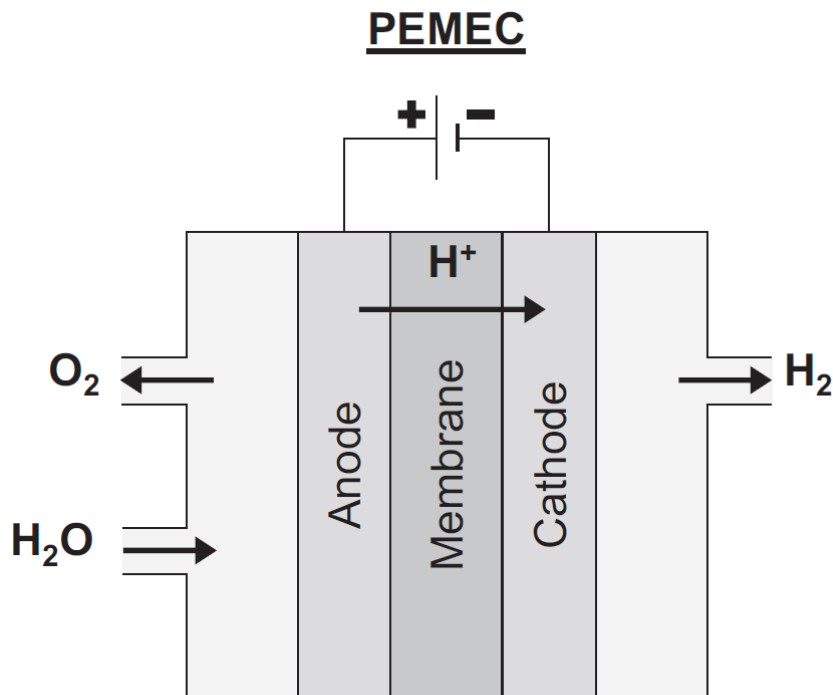 PEMEC
+ −
H⁺
O₂
H₂
H₂O
Anode
Membrane
Cathode